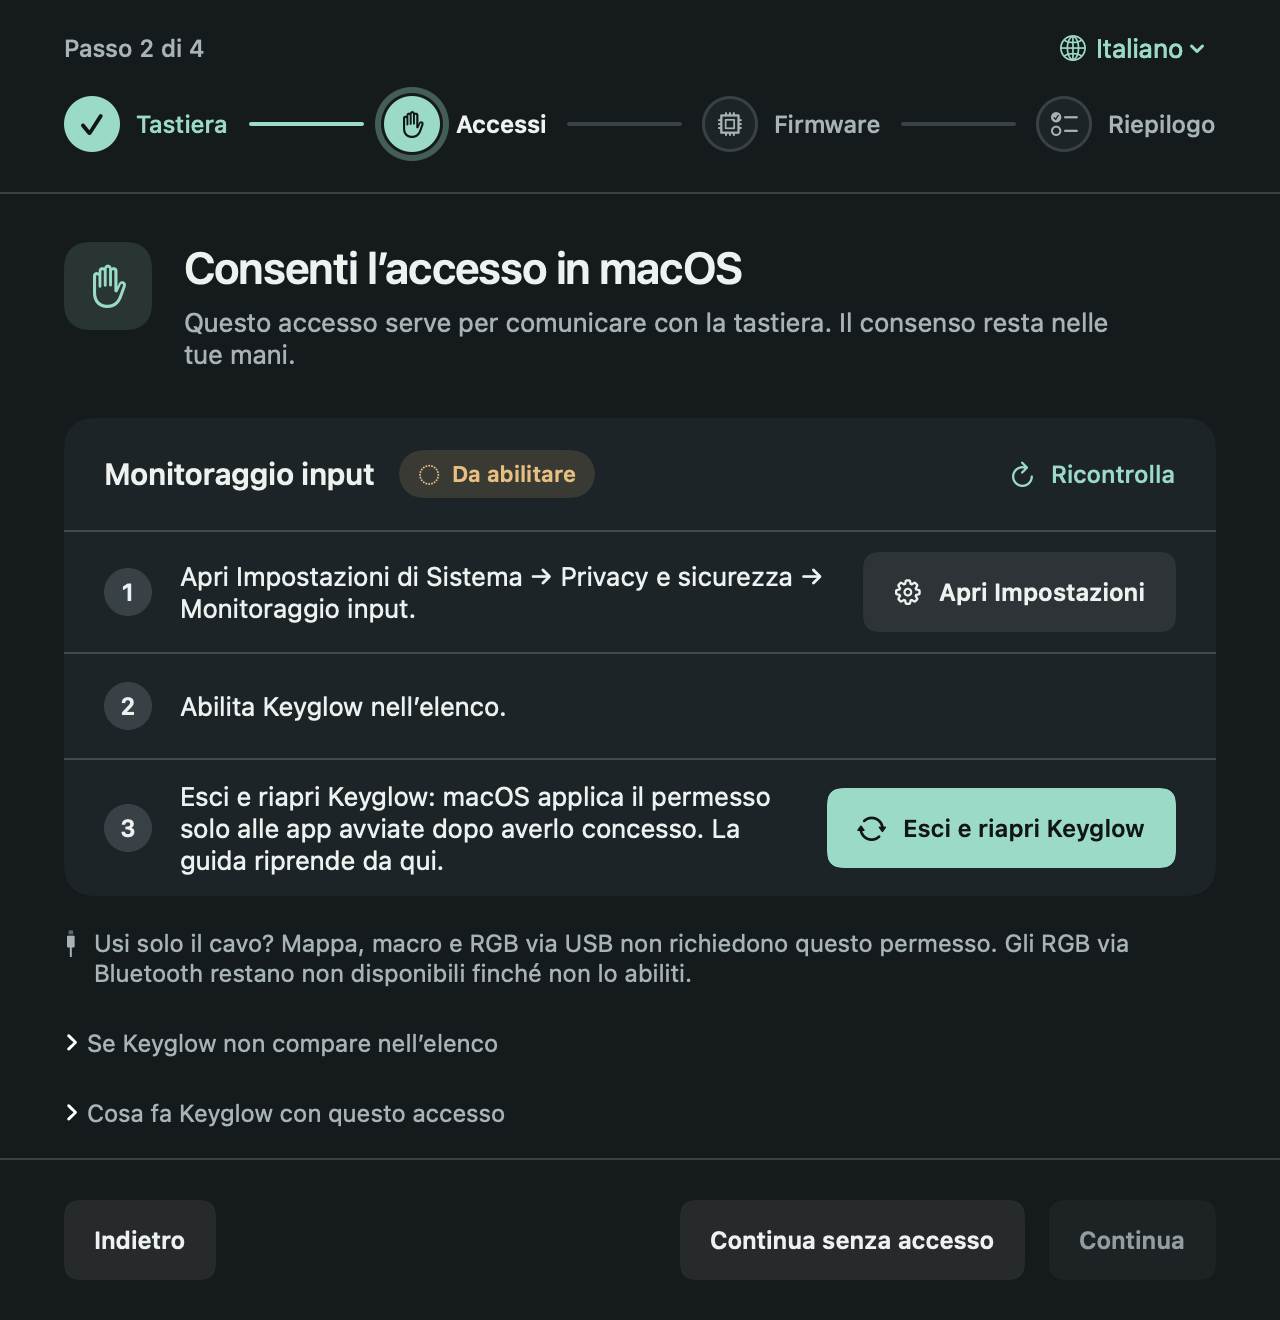 Passo 2 di 4
Italiano
Tastiera
Accessi
Firmware
Riepilogo
Consenti l’accesso in macOS
Questo accesso serve per comunicare con la tastiera. Il consenso resta nelle
tue mani.
Monitoraggio input
Da abilitare
Ricontrolla
1
Apri Impostazioni di Sistema → Privacy e sicurezza →
Monitoraggio input.
Apri Impostazioni
2
Abilita Keyglow nell’elenco.
3
Esci e riapri Keyglow: macOS applica il permesso
solo alle app avviate dopo averlo concesso. La
guida riprende da qui.
Esci e riapri Keyglow
Usi solo il cavo? Mappa, macro e RGB via USB non richiedono questo permesso. Gli RGB via
Bluetooth restano non disponibili finché non lo abiliti.
Se Keyglow non compare nell’elenco
Cosa fa Keyglow con questo accesso
Indietro
Continua senza accesso
Continua